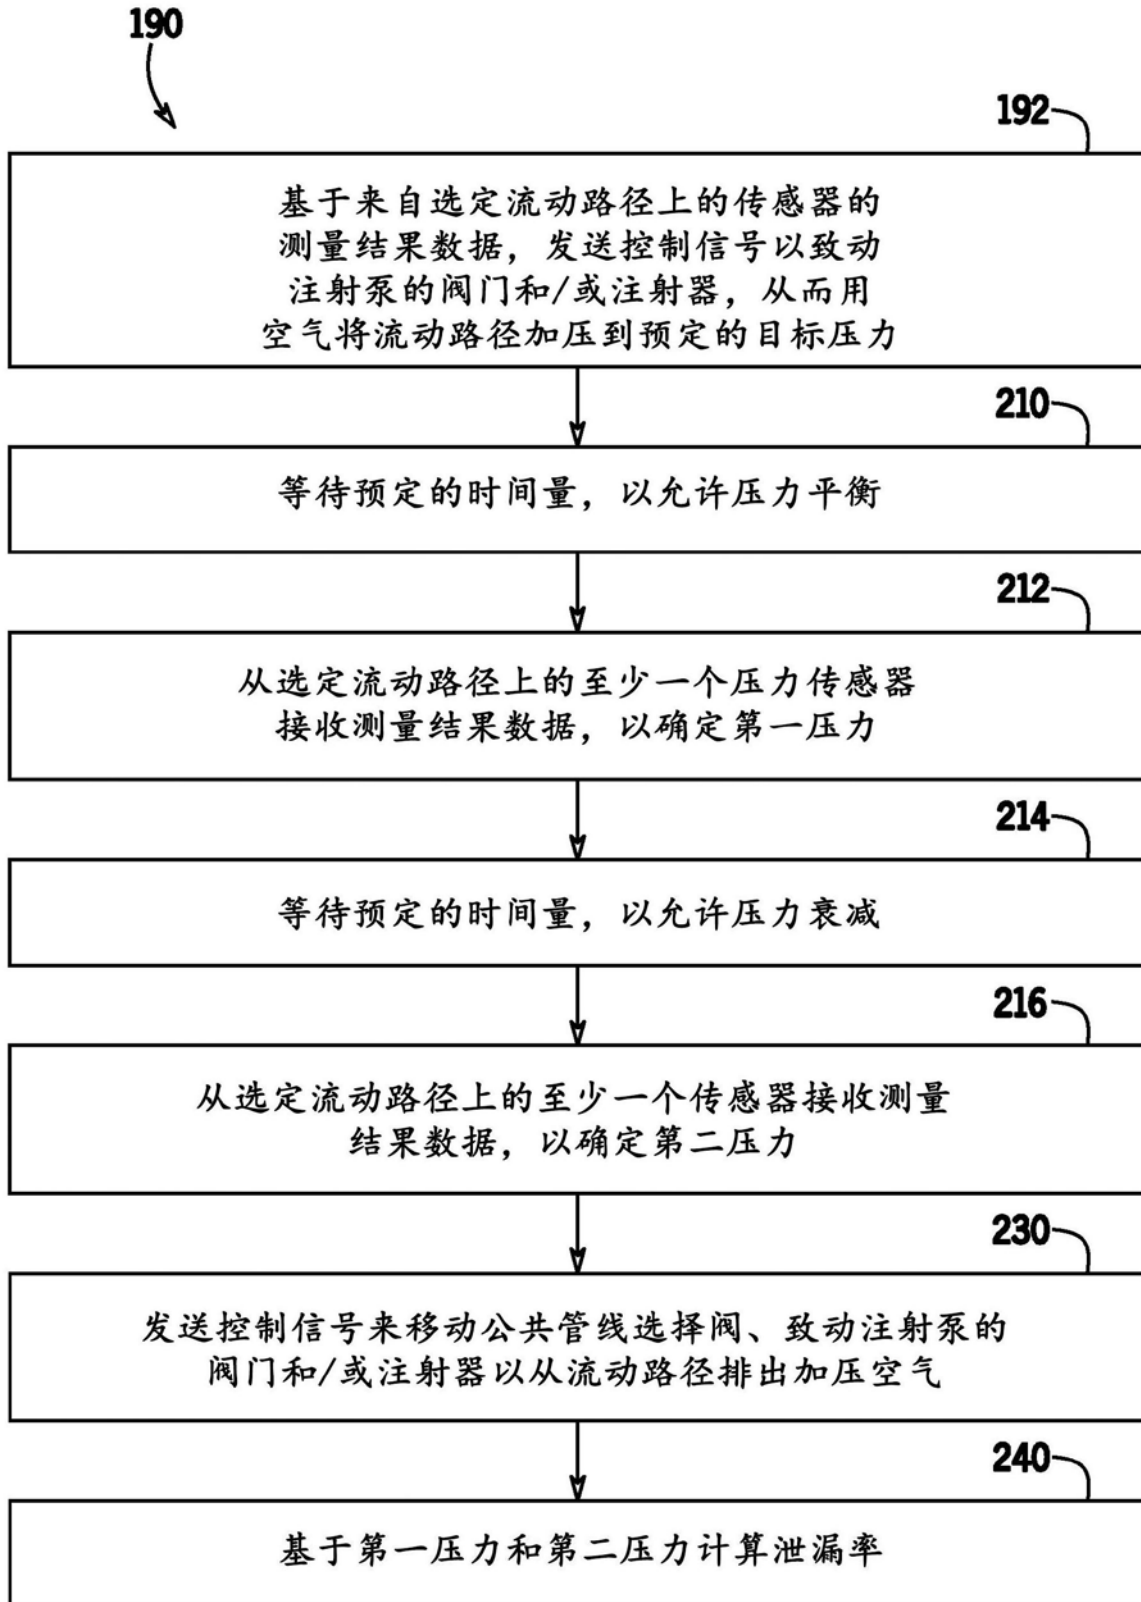 190
192
基于来自选定流动路径上的传感器的
测量结果数据，发送控制信号以致动
注射泵的阀门和/或注射器，从而用
空气将流动路径加压到预定的目标压力
210
等待预定的时间量，以允许压力平衡
212
从选定流动路径上的至少一个压力传感器
接收测量结果数据，以确定第一压力
214
等待预定的时间量，以允许压力衰减
216
从选定流动路径上的至少一个传感器接收测量
结果数据，以确定第二压力
230
发送控制信号来移动公共管线选择阀、致动注射泵的
阀门和/或注射器以从流动路径排出加压空气
240
基于第一压力和第二压力计算泄漏率